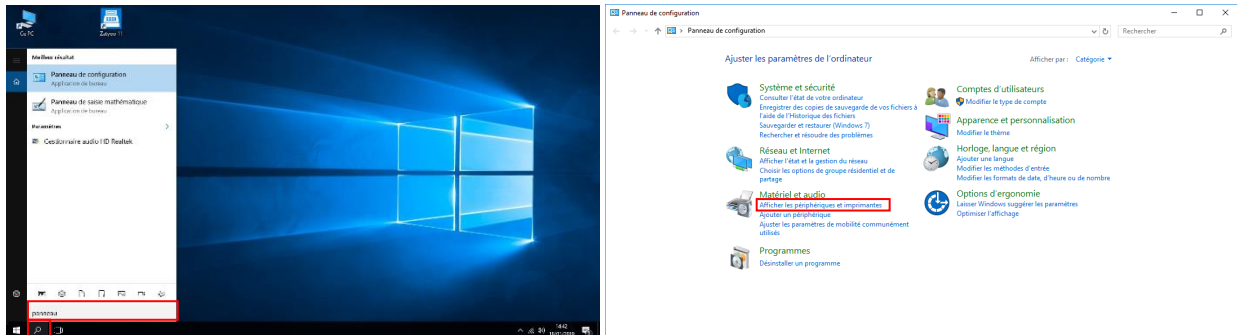 Ce PC
Meilleur résultat
Panneau de configuration
Application de bureau
Panneau de saisie mathématique
Application de bureau
Paramètres
Gestionnaire audio HD Realtek
panneau
14:42
Panneau de configuration
Panneau de configuration
Rechercher
Ajuster les paramètres de l'ordinateur
Afficher par :
Catégorie
Système et sécurité
Consulter l'état de votre ordinateur
Enregistrer des copies de sauvegarde de vos fichiers à
l'aide de l'Historique des fichiers
Sauvegarder et restaurer (Windows 7)
Rechercher et résoudre des problèmes
Réseau et Internet
Afficher l'état et la gestion du réseau
Choisir les options de groupe résidentiel et de
partage
Matériel et audio
Afficher les périphériques et imprimantes
Ajouter un périphérique
Ajuster les paramètres de mobilité communément
utilisés
Programmes
Désinstaller un programme
Comptes d'utilisateurs
Modifier le type de compte
Apparence et personnalisation
Modifier le thème
Horloge, langue et région
Ajouter une langue
Modifier les méthodes d'entrée
Modifier les formats de date, d'heure ou de nombre
Options d'ergonomie
Laisser Windows suggérer les paramètres
Optimiser l'affichage